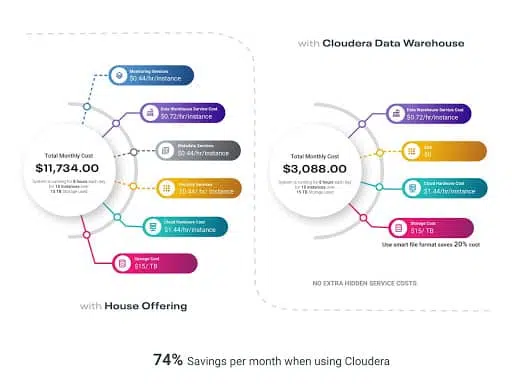 with Cloudera Data Warehouse
Monitoring Services
$0.44/hr/instance
Data Warehouse Service Cost
$0.72/hr/instance
Total Monthly Cost
$11,734.00
System is running for 8 hours each day
for 10 instances over
15 TB Storage used
Metadata Services
$0.44/hr/instance
Security Services
$0.44/ hr/ instance
Cloud Hardware Cost
$1.44/hr/instance
Storage Cost
$15/ TB
with House Offering
Data Warehouse Service Cost
$0.72/hr/instance
Total Monthly Cost
$3,088.00
System is running for 8 hours each day
for 10 instances over
15 TB Storage used
$0
Cloud Hardware Cost
$1.44/hr/instance
Storage Cost
$15/ TB
Use smart file format saves 20% cost
NO EXTRA HIDDEN SERVICE COSTS
74% Savings per month when using Cloudera